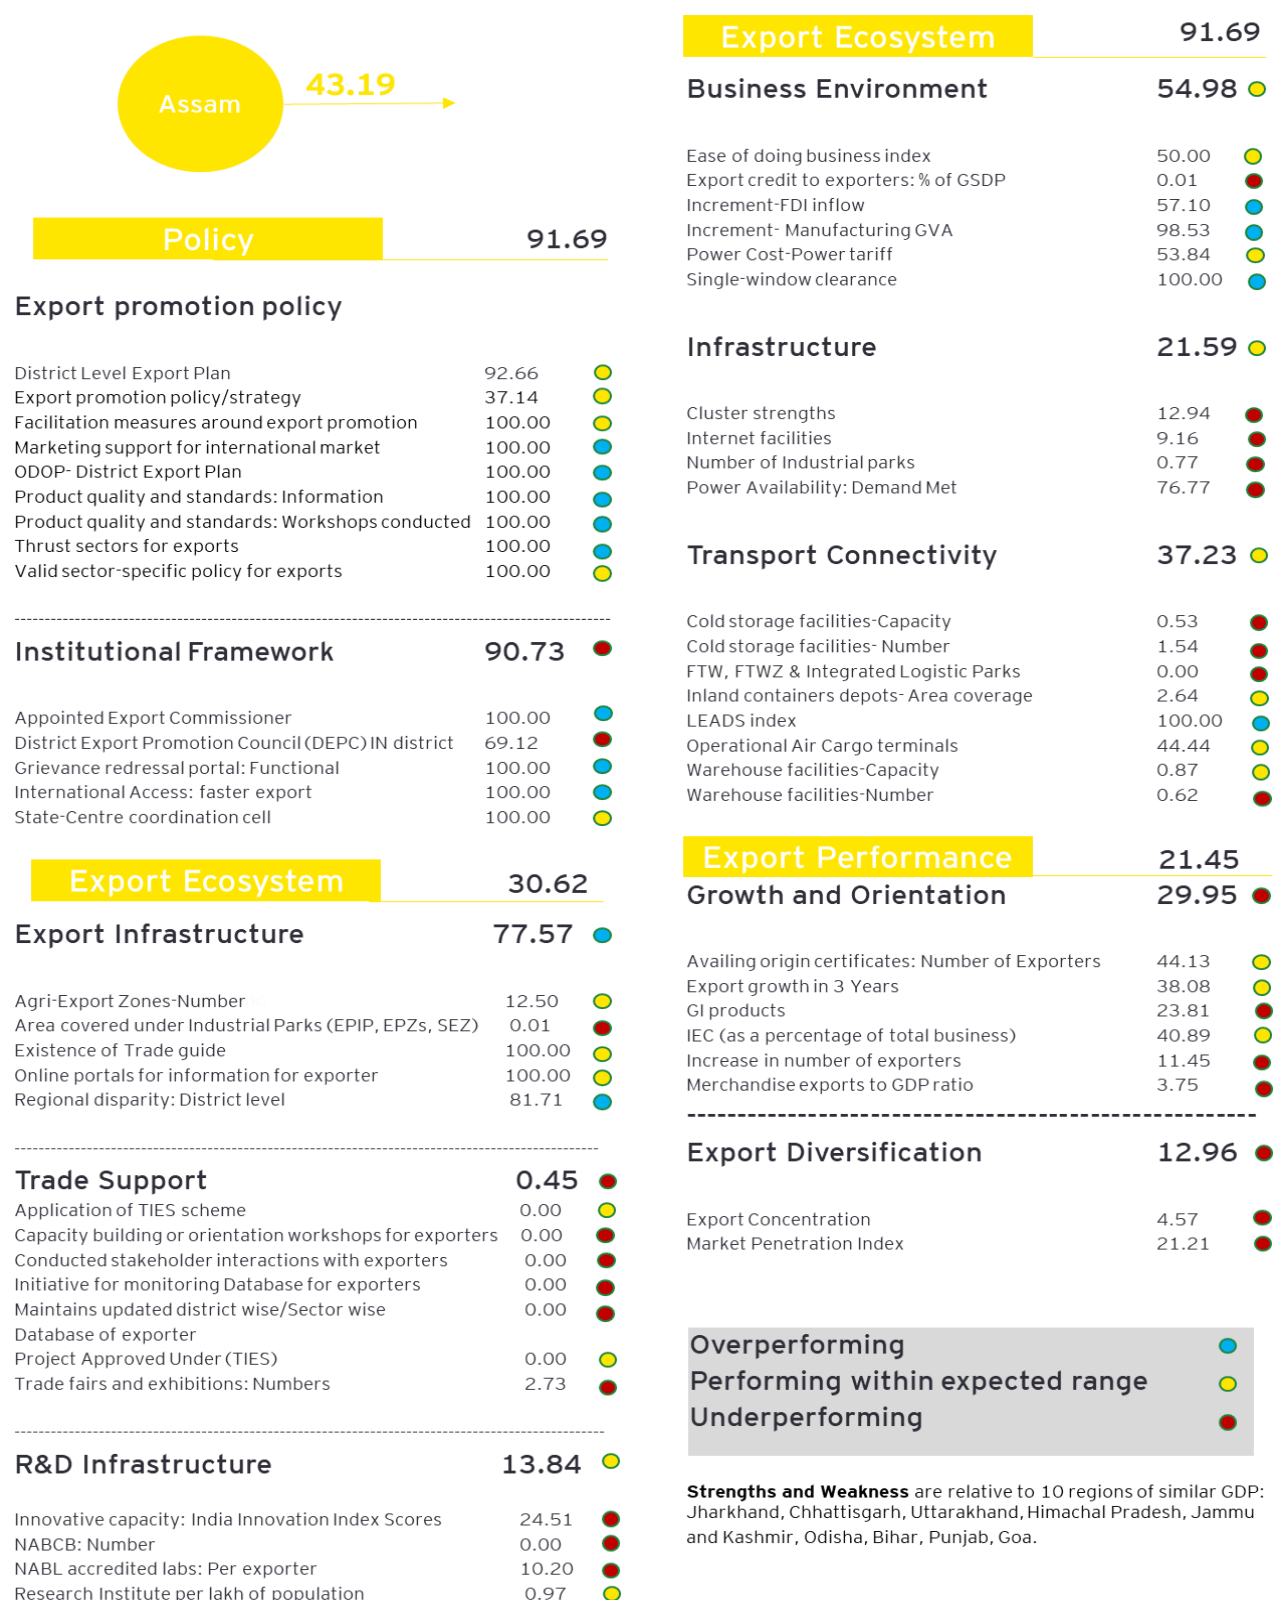 Assam
43.19
Policy 91.69
Export promotion policy
District Level Export Plan 92.66
Export promotion policy/strategy 37.14
Facilitation measures around export promotion 100.00
Marketing support for international market 100.00
ODOP- District Export Plan 100.00
Product quality and standards: Information 100.00
Product quality and standards: Workshops conducted 100.00
Thrust sectors for exports 100.00
Valid sector-specific policy for exports 100.00
Institutional Framework 90.73
Appointed Export Commissioner 100.00
District Export Promotion Council (DEPC) IN district 69.12
Grievance redressal portal: Functional 100.00
International Access: faster export 100.00
State-Centre coordination cell 100.00
Export Ecosystem 30.62
Export Infrastructure 77.57
Agri-Export Zones-Number 12.50
Area covered under Industrial Parks (EPIP, EPZs, SEZ) 0.01
Existence of Trade guide 100.00
Online portals for information for exporter 100.00
Regional disparity: District level 81.71
Trade Support 0.45
Application of TIES scheme 0.00
Capacity building or orientation workshops for exporters 0.00
Conducted stakeholder interactions with exporters 0.00
Initiative for monitoring Database for exporters 0.00
Maintains updated district wise/Sector wise 0.00
Database of exporter
Project Approved Under (TIES) 0.00
Trade fairs and exhibitions: Numbers 2.73
R&D Infrastructure 13.84
Innovative capacity: India Innovation Index Scores 24.51
NABCB: Number 0.00
NABL accredited labs: Per exporter 10.20
Research Institute per lakh of population 0.97
Export Ecosystem 91.69
Business Environment 54.98
Ease of doing business index 50.00
Export credit to exporters: % of GSDP 0.01
Increment-FDI inflow 57.10
Increment- Manufacturing GVA 98.53
Power Cost-Power tariff 53.84
Single-window clearance 100.00
Infrastructure 21.59
Cluster strengths 12.94
Internet facilities 9.16
Number of Industrial parks 0.77
Power Availability: Demand Met 76.77
Transport Connectivity 37.23
Cold storage facilities-Capacity 0.53
Cold storage facilities- Number 1.54
FTW, FTWZ & Integrated Logistic Parks 0.00
Inland containers depots- Area coverage 2.64
LEADS index 100.00
Operational Air Cargo terminals 44.44
Warehouse facilities-Capacity 0.87
Warehouse facilities-Number 0.62
Export Performance 21.45
Growth and Orientation 29.95
Availing origin certificates: Number of Exporters 44.13
Export growth in 3 Years 38.08
GI products 23.81
IEC (as a percentage of total business) 40.89
Increase in number of exporters 11.45
Merchandise exports to GDP ratio 3.75
Export Diversification 12.96
Export Concentration 4.57
Market Penetration Index 21.21
Overperforming
Performing within expected range
Underperforming
Strengths and Weakness are relative to 10 regions of similar GDP:
Jharkhand, Chhattisgarh, Uttarakhand, Himachal Pradesh, Jammu
and Kashmir, Odisha, Bihar, Punjab, Goa.